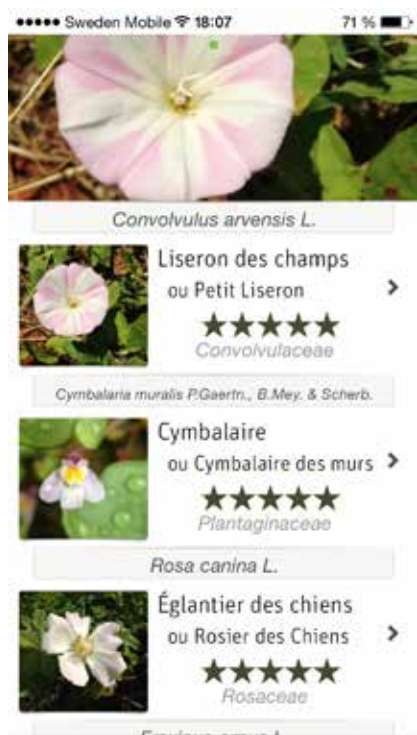 Sweden Mobile 18:07 71 %
Convolvulus arvensis L.
Liseron des champs
ou Petit Liseron
Convolvulaceae
Cymbalaria muralis P.Gaertn., B.Mey. & Scherb.
Cymbalaire
ou Cymbalaire des murs
Plantaginaceae
Rosa canina L.
Églantier des chiens
ou Rosier des Chiens
Rosaceae